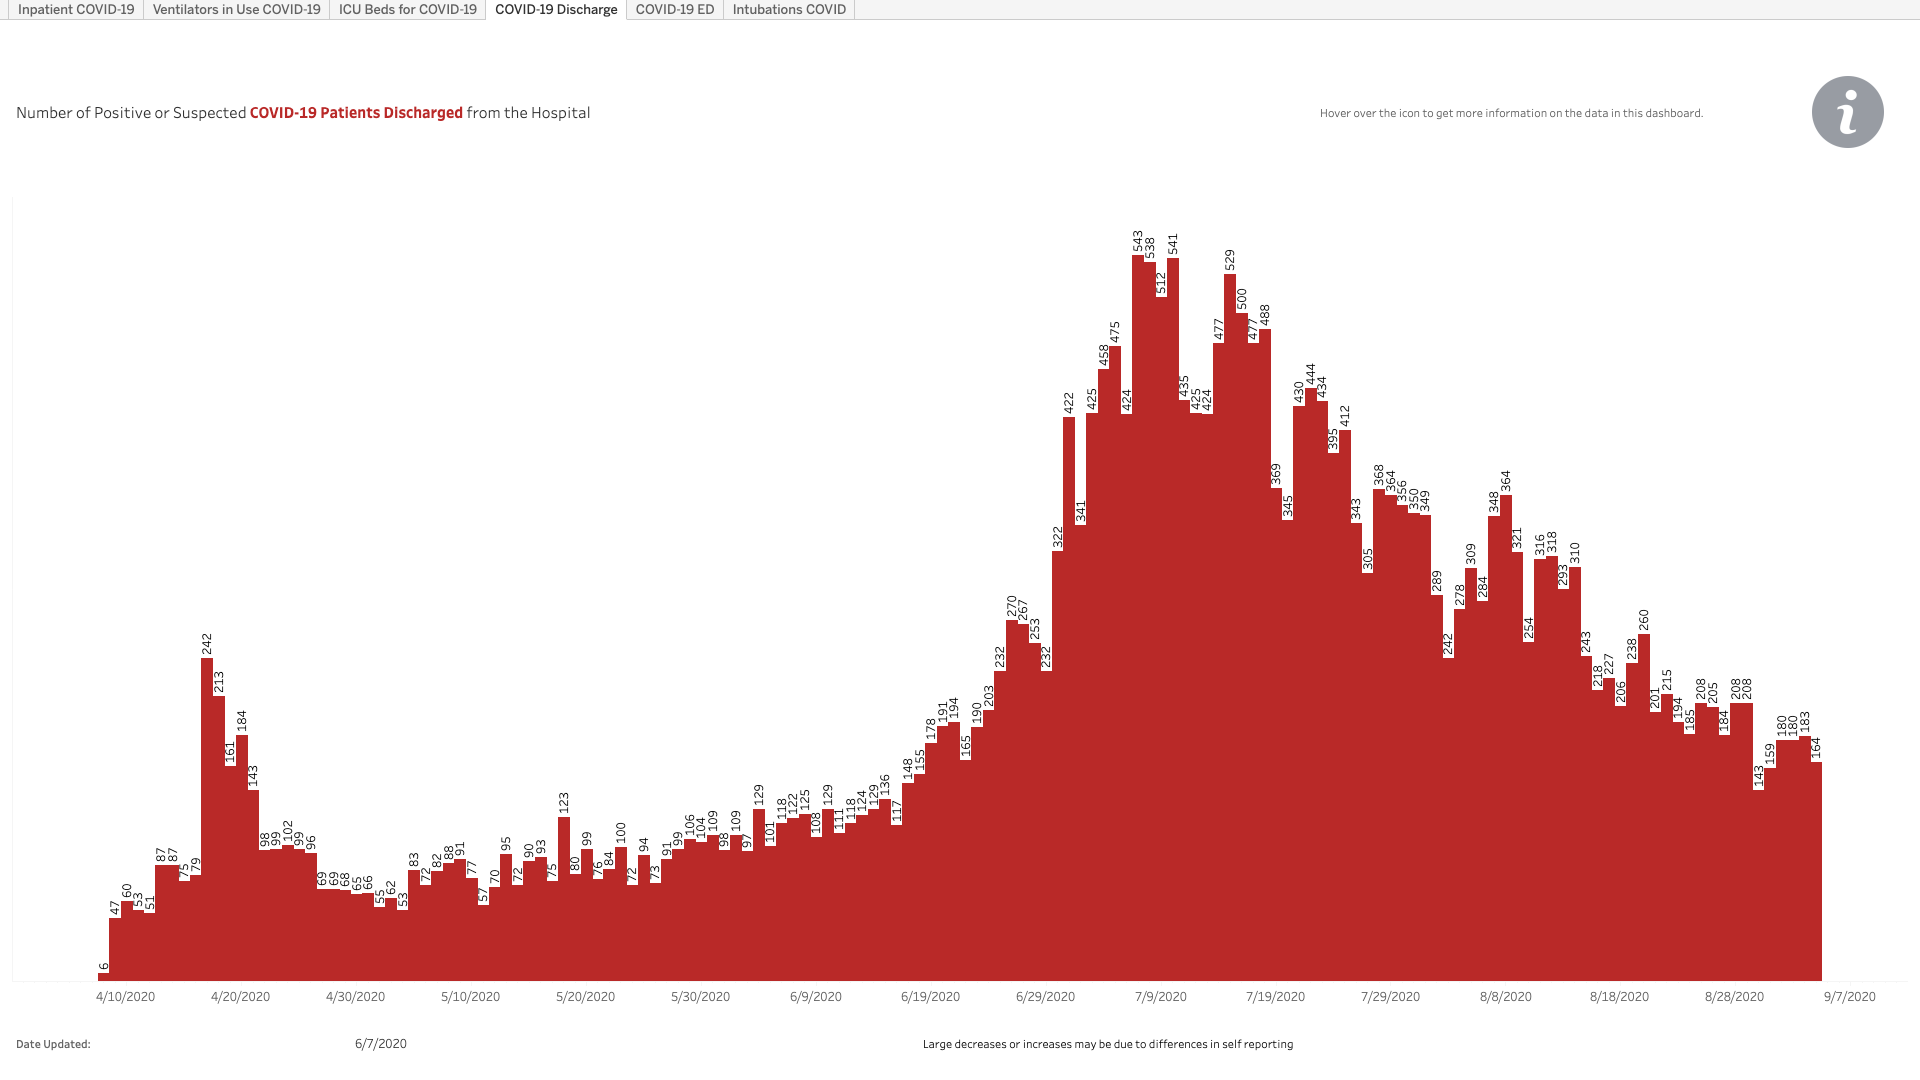 Inpatient COVID-19 Ventilators in Use COVID-19 ICU Beds for COVID-19 COVID-19 Discharge COVID-19 ED Intubations COVID
Number of Positive or Suspected COVID-19 Patients Discharged from the Hospital
Hover over the icon to get more information on the data in this dashboard.
i
6 47 60 53 51 87 87 75 79 242 213 161 184 143 98 99 102 99 96 69 69 68 65 66 55 62 53 83 72 82 88 91 77 57 70 95 72 90 93 75 123 80 99 76 84 100 72 94 73 91 99 106 104 109 98 109 97 129 101 118 122 125 108 129 111 118 124 129 136 117 148 155 178 191 194 165 190 203 232 270 267 253 232 322 422 341 425 458 475 424 543 538 512 541 435 425 424 477 529 500 477 488 369 345 430 444 434 395 412 343 305 368 364 356 350 349 289 242 278 309 284 348 364 321 254 316 318 293 310 243 218 227 206 238 260 201 215 194 185 208 205 184 208 208 143 159 180 180 183 164
4/10/2020 4/20/2020 4/30/2020 5/10/2020 5/20/2020 5/30/2020 6/9/2020 6/19/2020 6/29/2020 7/9/2020 7/19/2020 7/29/2020 8/8/2020 8/18/2020 8/28/2020 9/7/2020
Date Updated: 6/7/2020
Large decreases or increases may be due to differences in self reporting